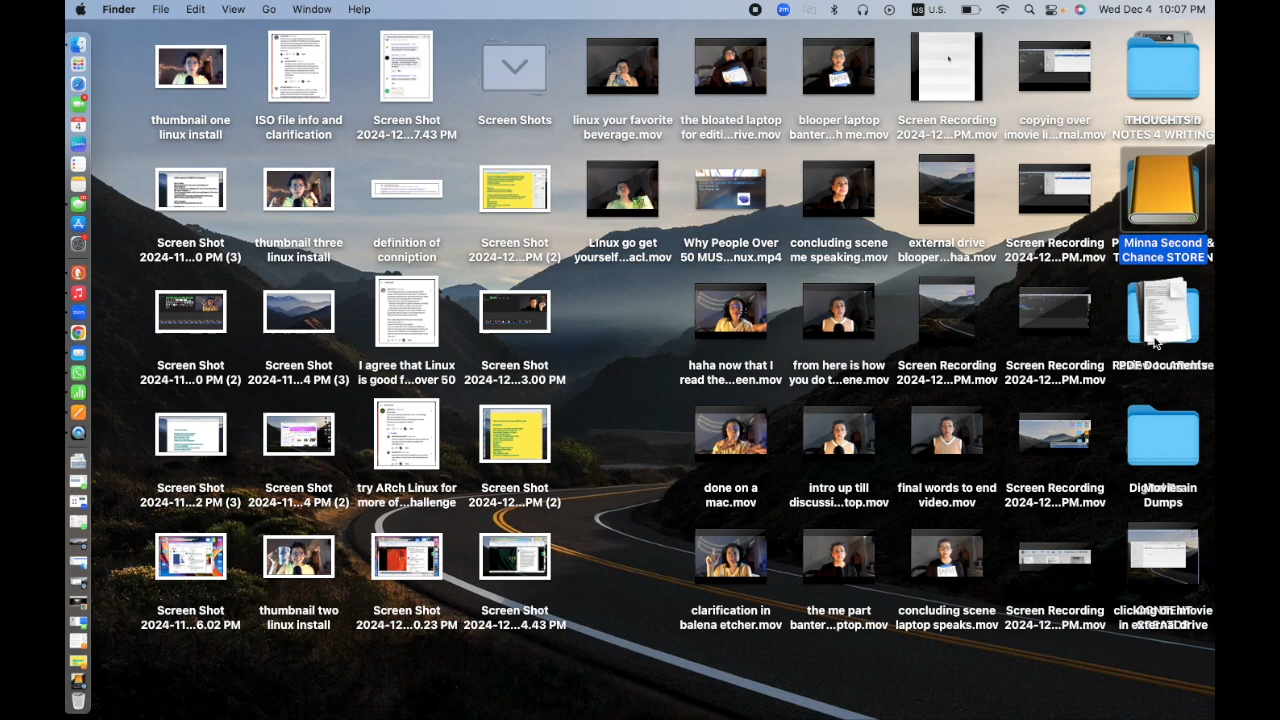 Finder File Edit View Go Window Help
zm US U.S. Wed Dec 4 10:07 PM
thumbnail one
linux install
ISO file info and
clarification
Screen Shot
2024-12...7.43 PM
Screen Shots
linux your favorite
beverage.mov
the bloated laptop
for editi...rive.mov
blooper laptop
banter...h me.mov
Screen Recording
2024-12...PM.mov
copying over
imovie li...rnal.mov
THOUGHTS
NOTES 4 WRITING
Screen Shot
2024-11...0 PM (3)
thumbnail three
linux install
definition of
conniption
Screen Shot
2024-12...PM (2)
LInux go get
yourself...acl.mov
Why People Over
50 MUS...nux.mp4
concluding scene
me speaking.mov
external drive
blooper...haa.mov
Screen Recording
2024-12...PM.mov
Minna Second
Chance STORE
Screen Shot
2024-11...0 PM (2)
Screen Shot
2024-11...4 PM (3)
I agree that Linux
is good f...over 50
Screen Shot
2024-12...3.00 PM
haha now that I
read the...een.mov
from here is how
you do ...one.mov
Screen Recording
2024-12...PM.mov
Screen Recording
2024-12...PM.mov
PDF Documents
Screen Shot
2024-11...2 PM (3)
Screen Shot
2024-11...4 PM (2)
try ARch Linux for
more of...hallenge
Screen Shot
2024-12...PM (2)
done on a
mac.mov
intro up till
discussi...top.mov
final words to end
video.mov
Screen Recording
2024-12...PM.mov
Dumps
Screen Shot
2024-11...6.02 PM
thumbnail two
linux install
Screen Shot
2024-12...0.23 PM
Screen Shot
2024-12...4.43 PM
clarification in
balena etcher.mov
the me part
banter...ptop.mov
concluding scene
laptop speaks.mov
Screen Recording
2024-12...PM.mov